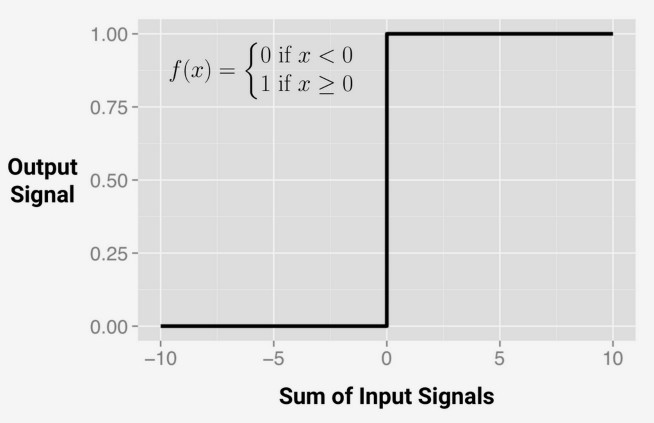 1.00
f(x) = {0 if x < 0
1 if x ≥ 0
0.75
Output
Signal
0.50
0.25
0.00
−10 −5 0 5 10
Sum of Input Signals